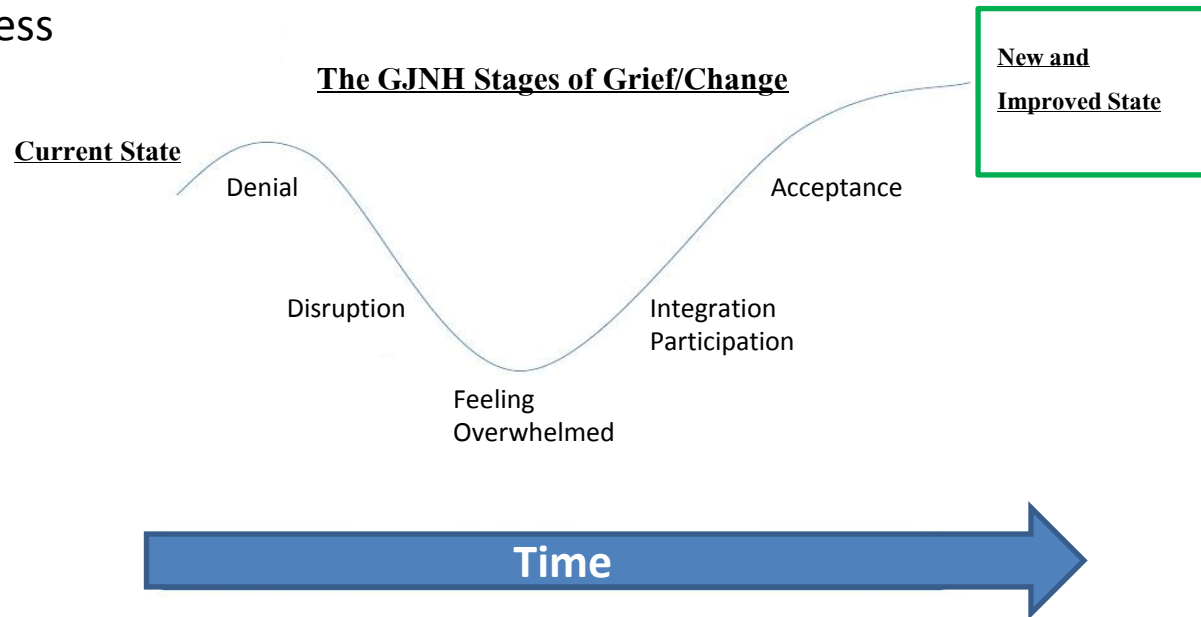 ess
The GJNH Stages of Grief/Change
New and
Improved State
Current State
Denial
Acceptance
Disruption
Integration
Participation
Feeling
Overwhelmed
Time